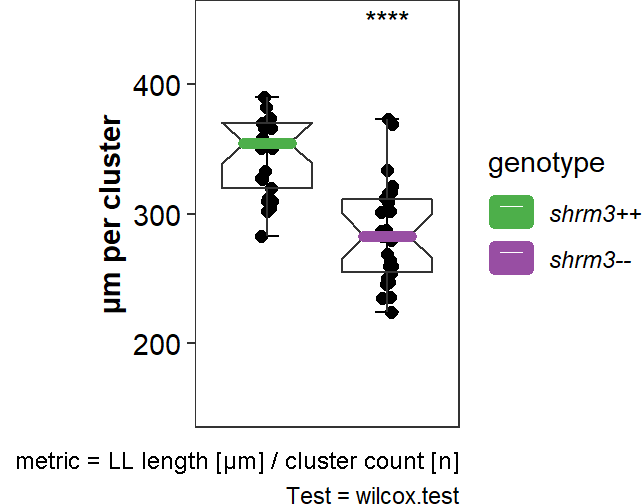 ****
400
300
200
µm per cluster
genotype
shrm3++
shrm3--
metric = LL length [µm] / cluster count [n]
Test = wilcox.test